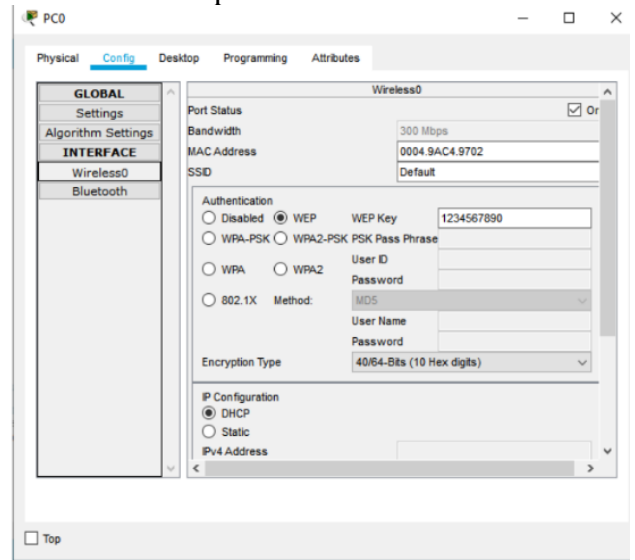 PC0
Physical Config Desktop Programming Attributes
GLOBAL
Settings
Algorithm Settings
INTERFACE
Wireless0
Bluetooth
Wireless0
Port Status
Bandwidth 300 Mbps
MAC Address 0004.9AC4.9702
SSID Default
Authentication
Disabled WEP WEP Key 1234567890
WPA-PSK WPA2-PSK PSK Pass Phrase
User ID
WPA WPA2
Password
802.1X Method: MD5
User Name
Password
Encryption Type 40/64-Bits (10 Hex digits)
IP Configuration
DHCP
Static
IPv4 Address
Top